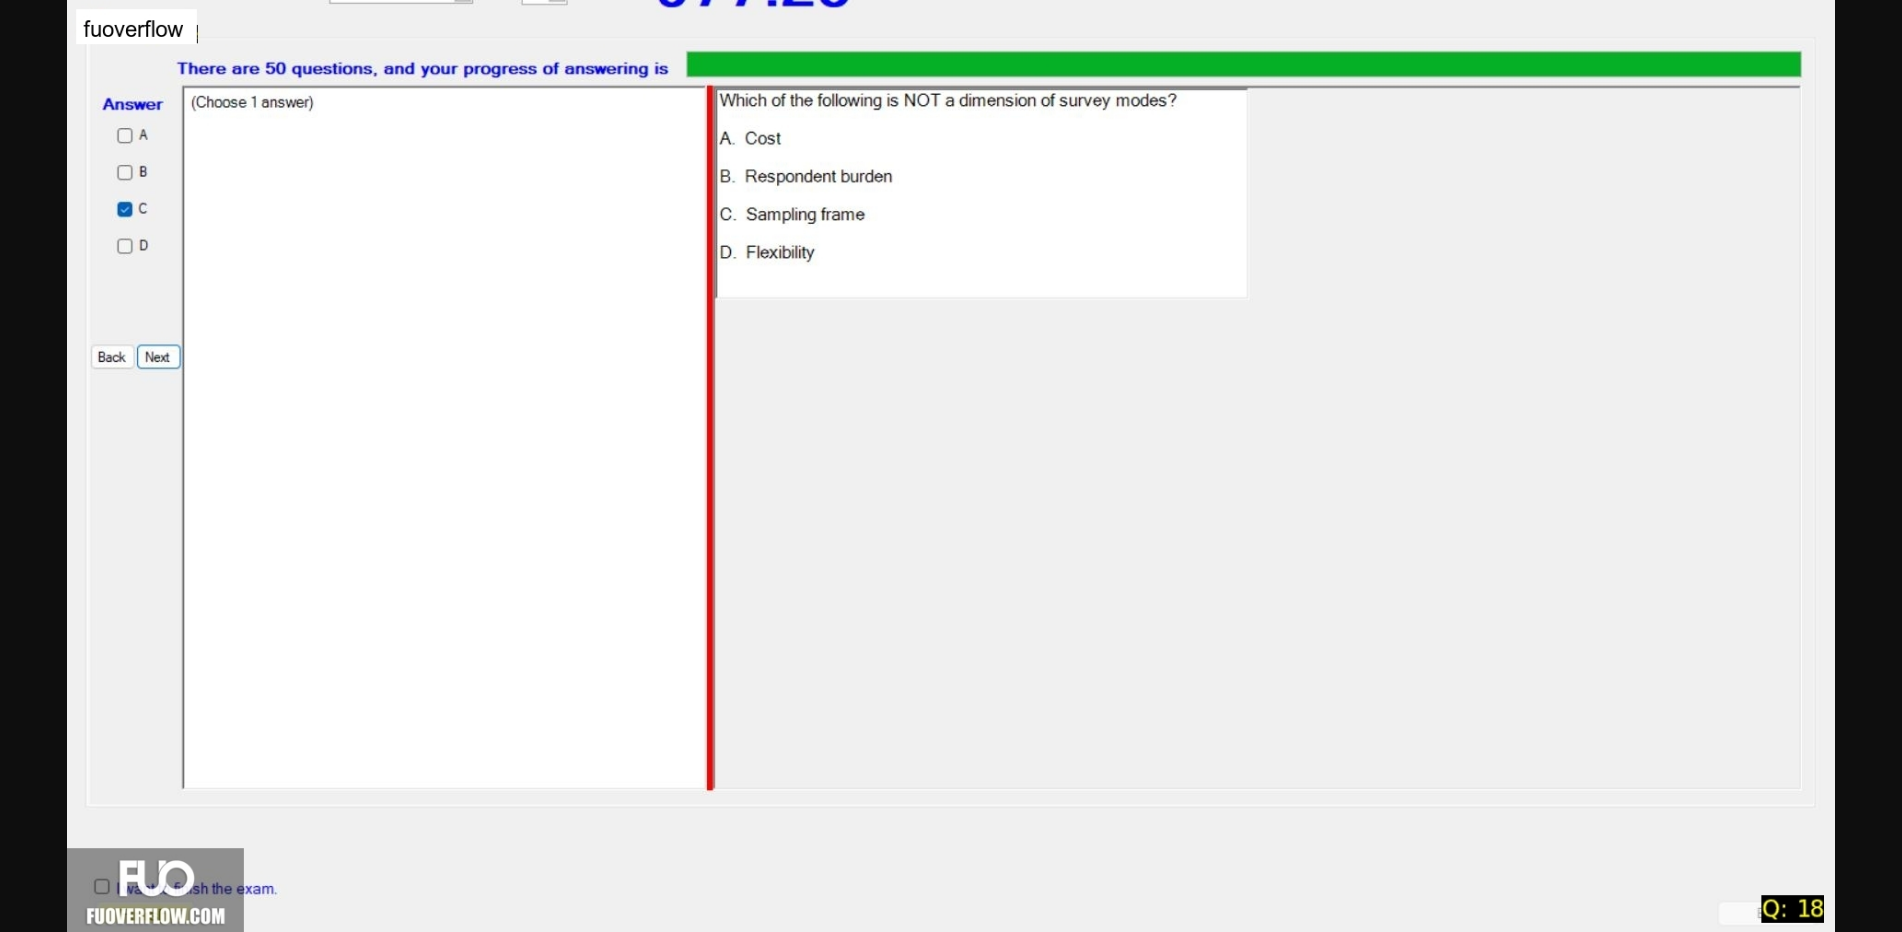 fuoverflow
There are 50 questions, and your progress of answering is
Answer
(Choose 1 answer)
A
B
C
D
Back Next
Which of the following is NOT a dimension of survey modes?
A. Cost
B. Respondent burden
C. Sampling frame
D. Flexibility
FUO
sh the exam.
FUOVERFLOW.COM
Q: 18